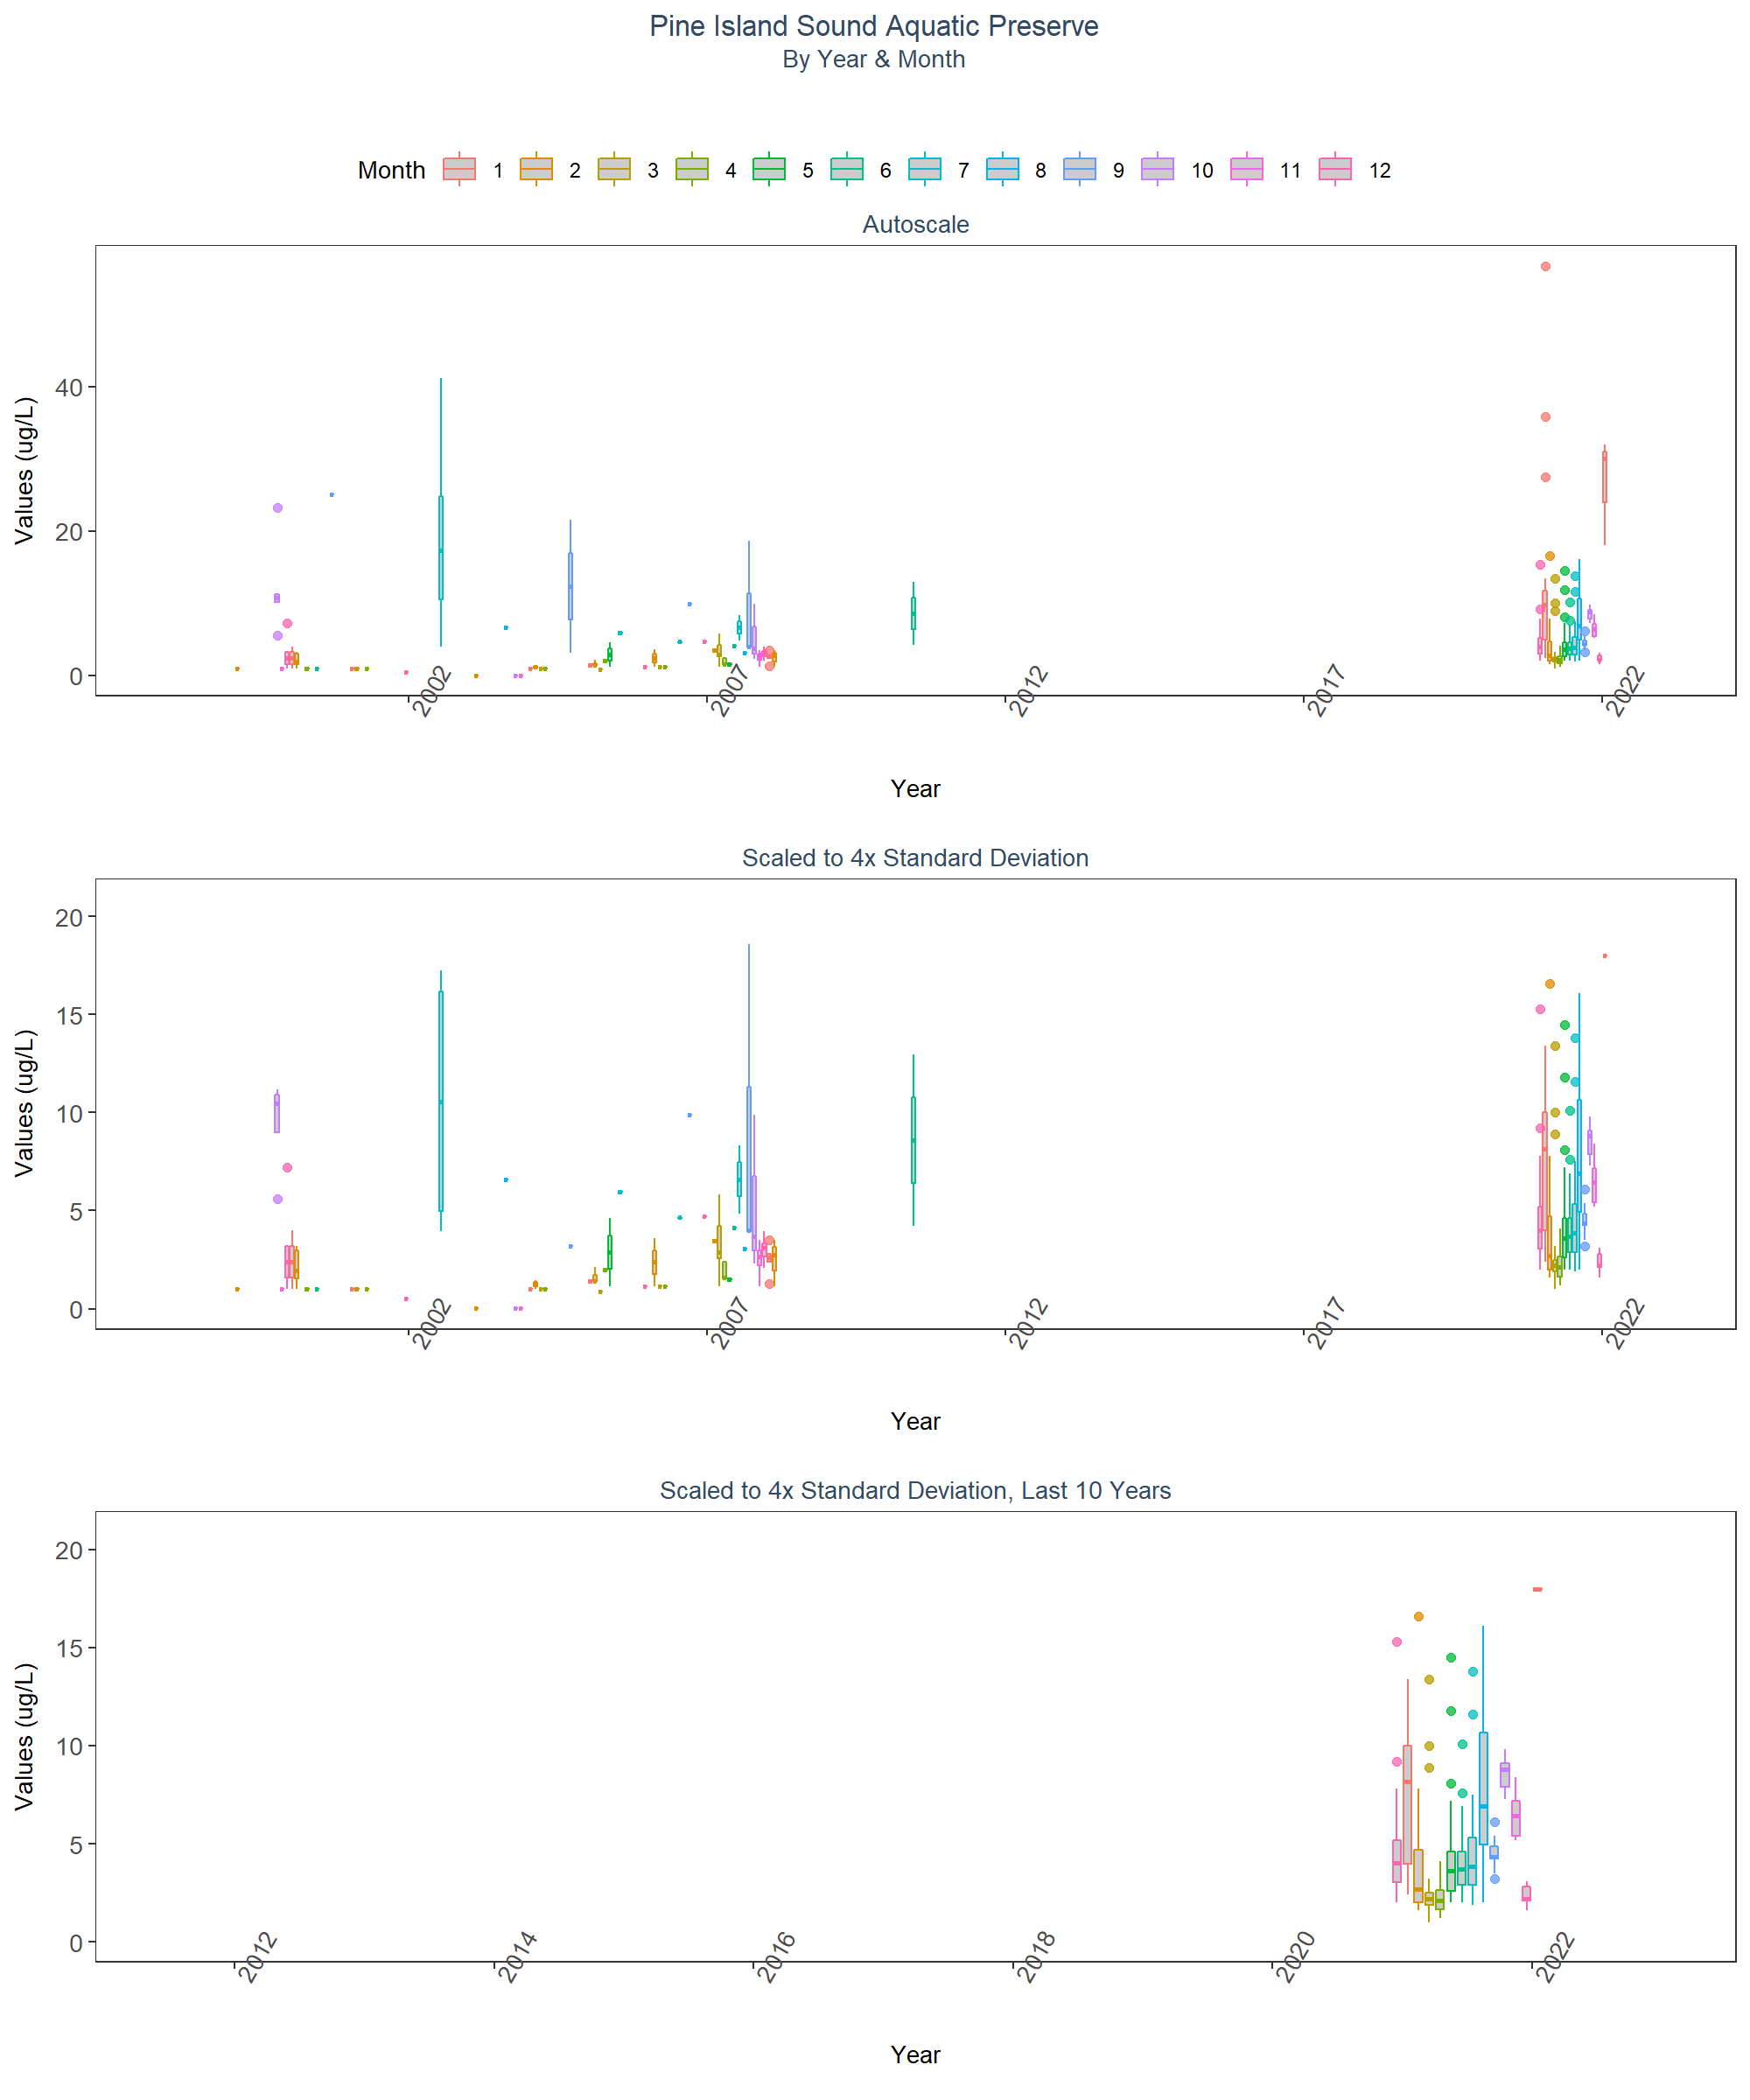 Pine Island Sound Aquatic Preserve
By Year & Month
Month 1 2 3 4 5 6 7 8 9 10 11 12
Autoscale
Values (ug/L)
40
20
0
2002 2007 2012 2017 2022
Year
Scaled to 4x Standard Deviation
Values (ug/L)
20
15
10
5
0
2002 2007 2012 2017 2022
Year
Scaled to 4x Standard Deviation, Last 10 Years
Values (ug/L)
20
15
10
5
0
2012 2014 2016 2018 2020 2022
Year